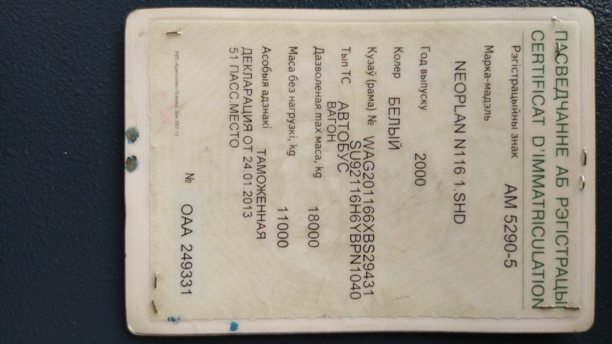 ПАСВЕДЧАННЕ АБ РЭГІСТРАЦЫІ
CERTIFICAT D'IMMATRICULATION
Рэгістрацыйны знак АМ 5290-5
Марка-мадэль
NEOPLAN N116 1.SHD
Год выпуску 2000
Колер БЕЛЫЙ
Кузаў (рама) № WAG201166XBS29431
SU92116H6YBPN1040
Тып ТС АВТОБУС
ВАГОН
Дазволеная max маса, kg 18000
Маса без нагрузкі, kg 11000
Асобыя адзнакі ТАМОЖЕННАЯ
ДЕКЛАРАЦИЯ ОТ 24.01.2013
51 ПАСС.МЕСТО
№ ОАА 249331